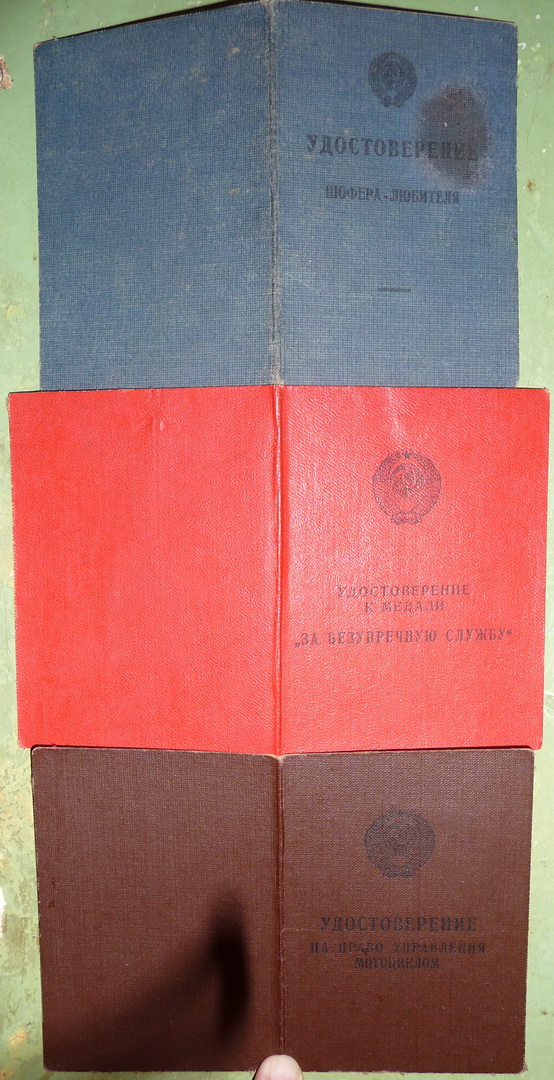 УДОСТОВЕРЕНИЕ
ШОФЕРА-ЛЮБИТЕЛЯ
УДОСТОВЕРЕНИЕ
К МЕДАЛИ
„ЗА БЕЗУПРЕЧНУЮ СЛУЖБУ“
УДОСТОВЕРЕНИЕ
НА ПРАВО УПРАВЛЕНИЯ
МОТОЦИКЛОМ